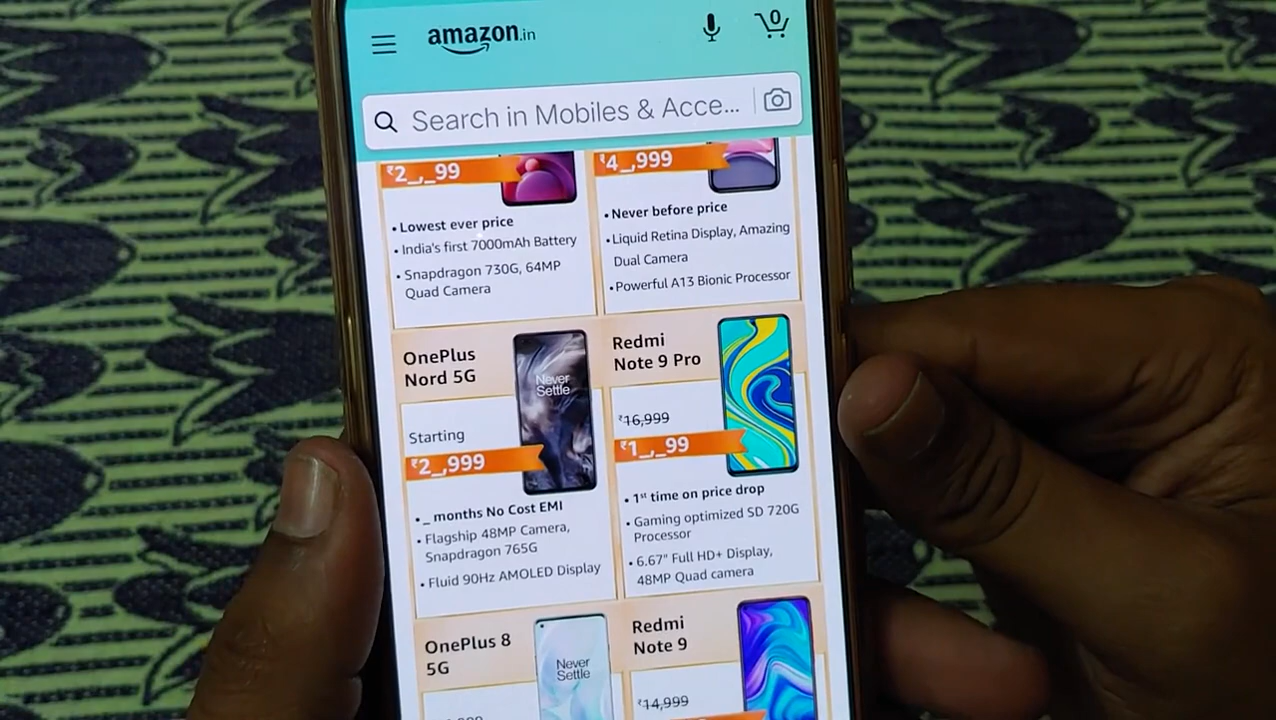 amazon.in
0
Search in Mobiles & Acce...
₹2_,_99
• Lowest ever price
• India's first 7000mAh Battery
• Snapdragon 730G, 64MP
Quad Camera
₹4_,999
• Never before price
• Liquid Retina Display, Amazing
Dual Camera
• Powerful A13 Bionic Processor
OnePlus
Nord 5G
Never
Settle
Starting
₹2_,999
• _ months No Cost EMI
• Flagship 48MP Camera,
Snapdragon 765G
• Fluid 90Hz AMOLED Display
Redmi
Note 9 Pro
₹16,999
₹1_,_99
• 1st time on price drop
• Gaming optimized SD 720G
Processor
• 6.67" Full HD+ Display,
48MP Quad camera
OnePlus 8
5G
Never
Settle
Redmi
Note 9
₹14,999